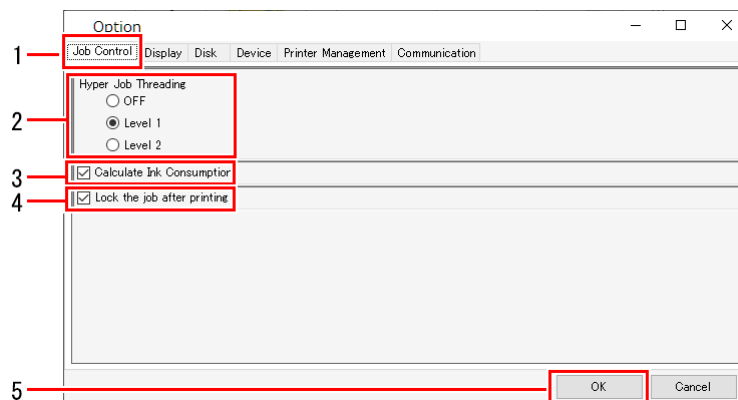 Option
1 Job Control Display Disk Device Printer Management Communication
Hyper Job Threading
OFF
2 Level 1
Level 2
3 Calculate Ink Consumption
4 Lock the job after printing
5 OK Cancel